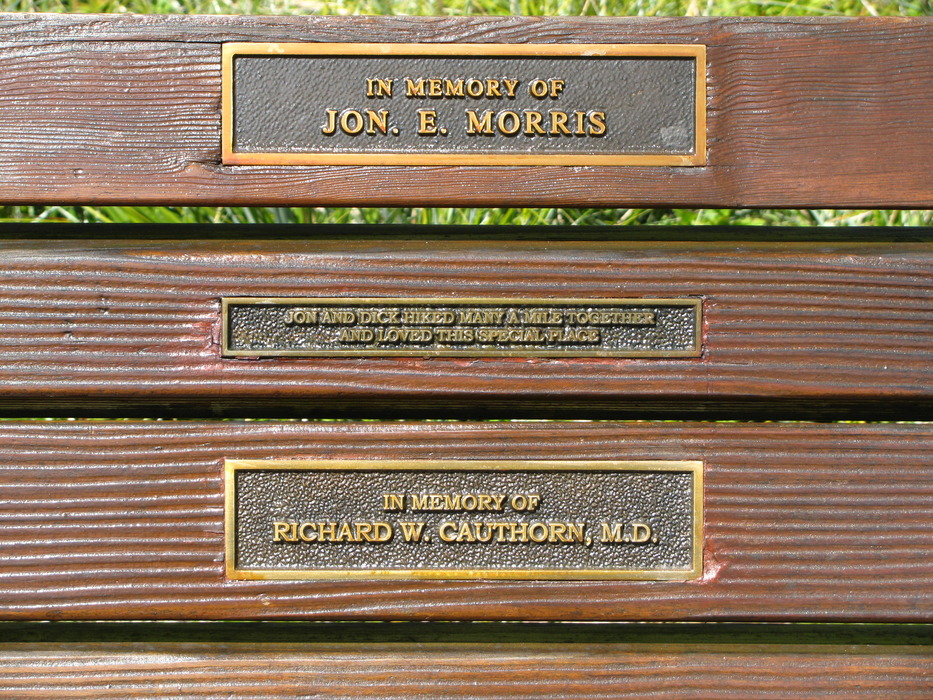 IN MEMORY OF
JON. E. MORRIS
JON AND DICK HIKED MANY A MILE TOGETHER
AND LOVED THIS SPECIAL PLACE
IN MEMORY OF
RICHARD W. CAUTHORN, M.D.